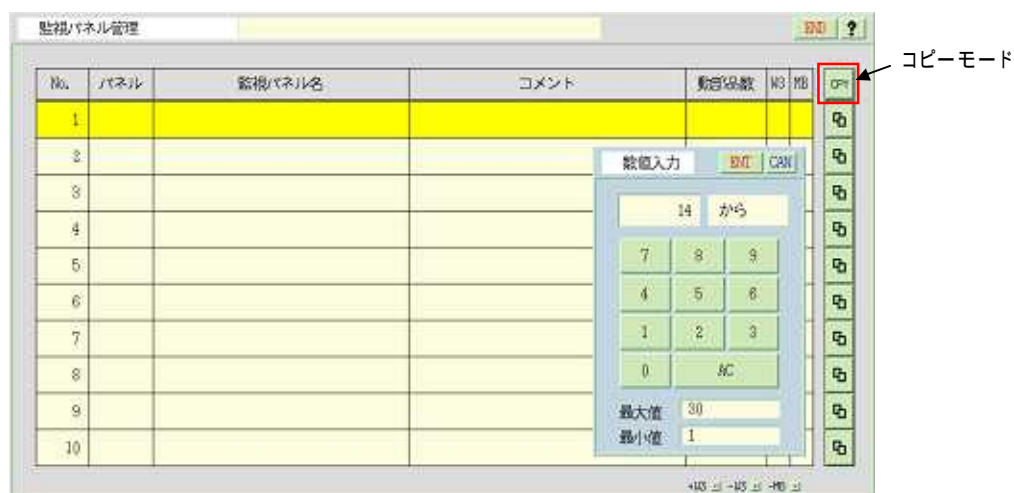 監視パネル管理 END ?
コピーモード
No. パネル 監視パネル名 コメント 動部品数 W3 MB CPY
1
2
3
4
5
6
7
8
9
10
数値入力 ENT CAN
14 から
7 8 9
4 5 6
1 2 3
0 AC
最大値 30
最小値 1
+W3 -W3 -MB